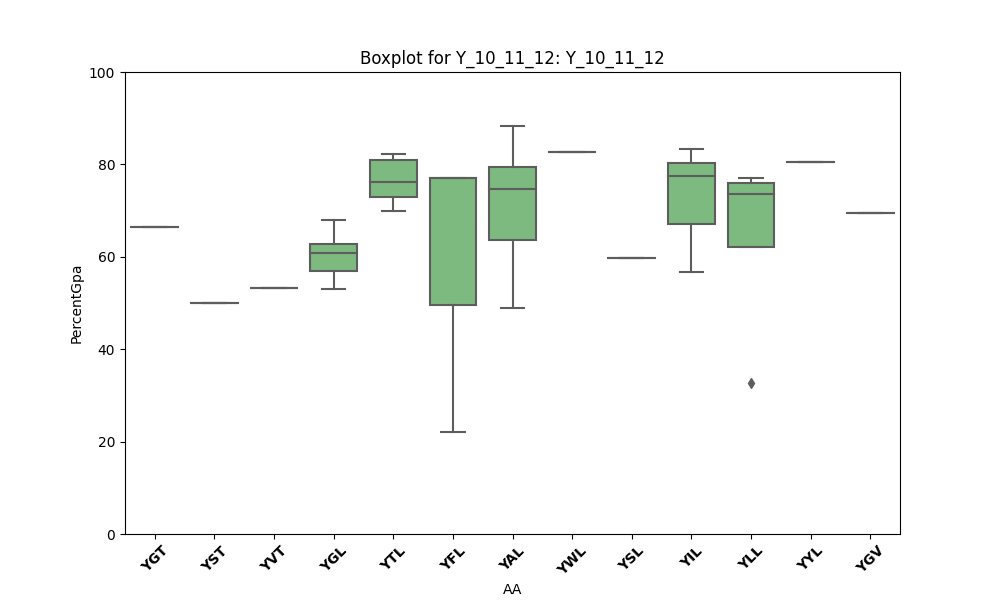 Boxplot for Y_10_11_12: Y_10_11_12
PercentGpa
100
80
60
40
20
0
YGT YST YVT YGL YTL YFL YAL YWL YSL YIL YLL YYL YGV
AA